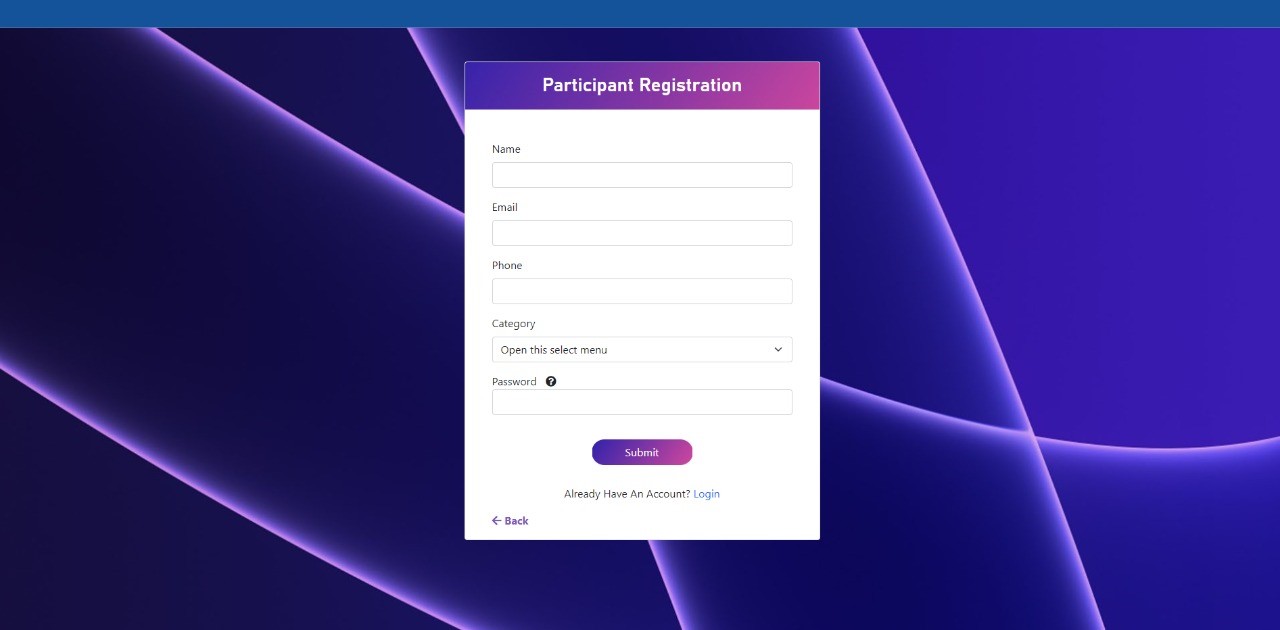 Participant Registration
Name
Email
Phone
Category
Open this select menu
Password
Submit
Already Have An Account? Login
Back